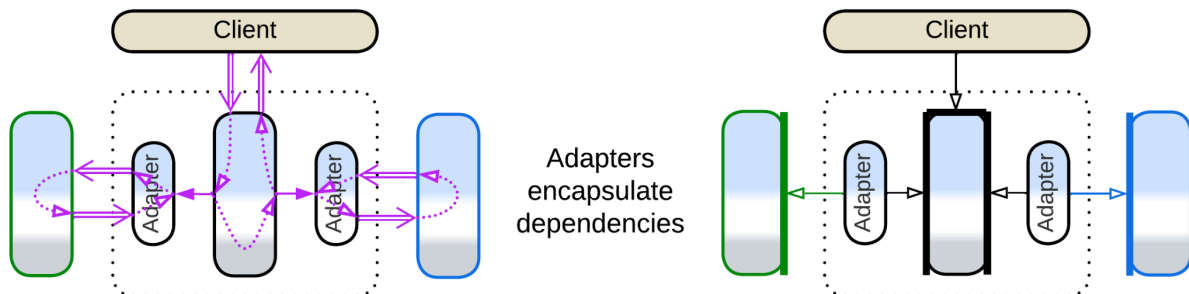 Client
Adapter
Adapter
Adapters
encapsulate
dependencies
Client
Adapter
Adapter